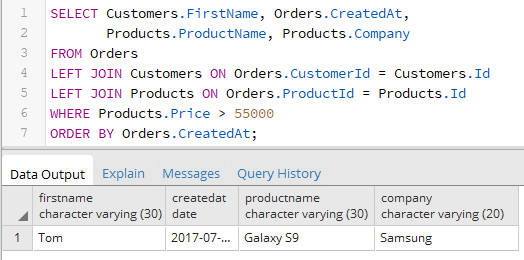 1 SELECT Customers.FirstName, Orders.CreatedAt,
2 Products.ProductName, Products.Company
3 FROM Orders
4 LEFT JOIN Customers ON Orders.CustomerId = Customers.Id
5 LEFT JOIN Products ON Orders.ProductId = Products.Id
6 WHERE Products.Price > 55000
7 ORDER BY Orders.CreatedAt;
Data Output Explain Messages Query History
firstname createdat productname company
character varying (30) date character varying (30) character varying (20)
1 Tom 2017-07-... Galaxy S9 Samsung